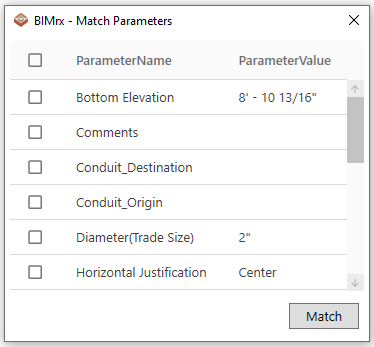 BIMrx - Match Parameters
ParameterName ParameterValue
Bottom Elevation 8' - 10 13/16"
Comments
Conduit_Destination
Conduit_Origin
Diameter(Trade Size) 2"
Horizontal Justification Center
Match